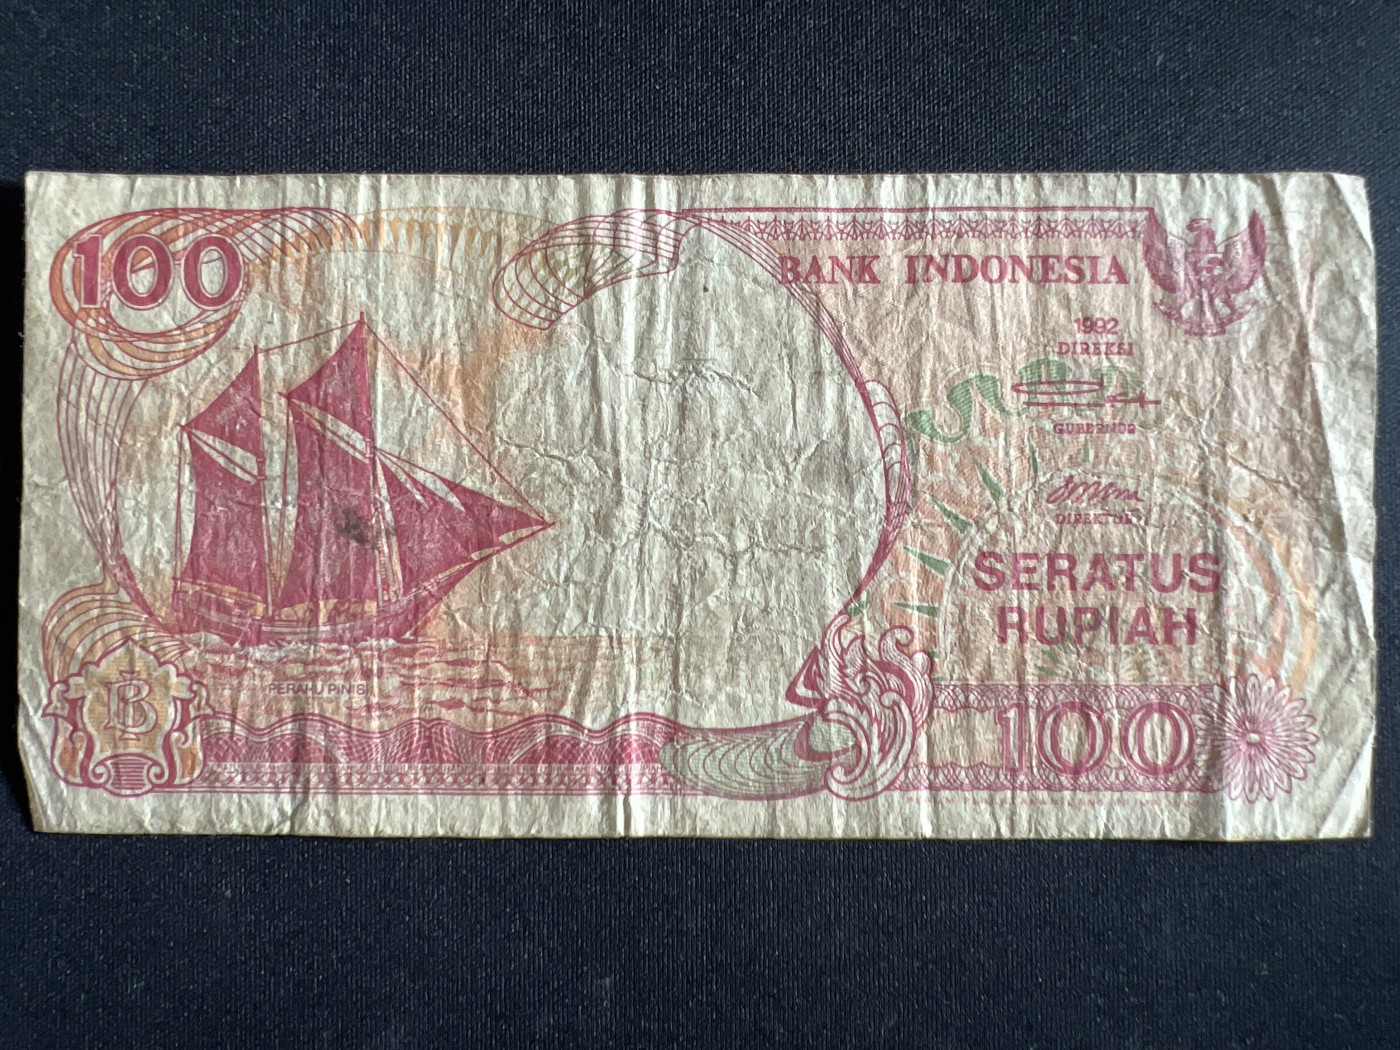 100
BANK INDONESIA
1992
DIREKSI
GUBERNUR
DIREKTUR
SERATUS
RUPIAH
PERAHU PINISI
100